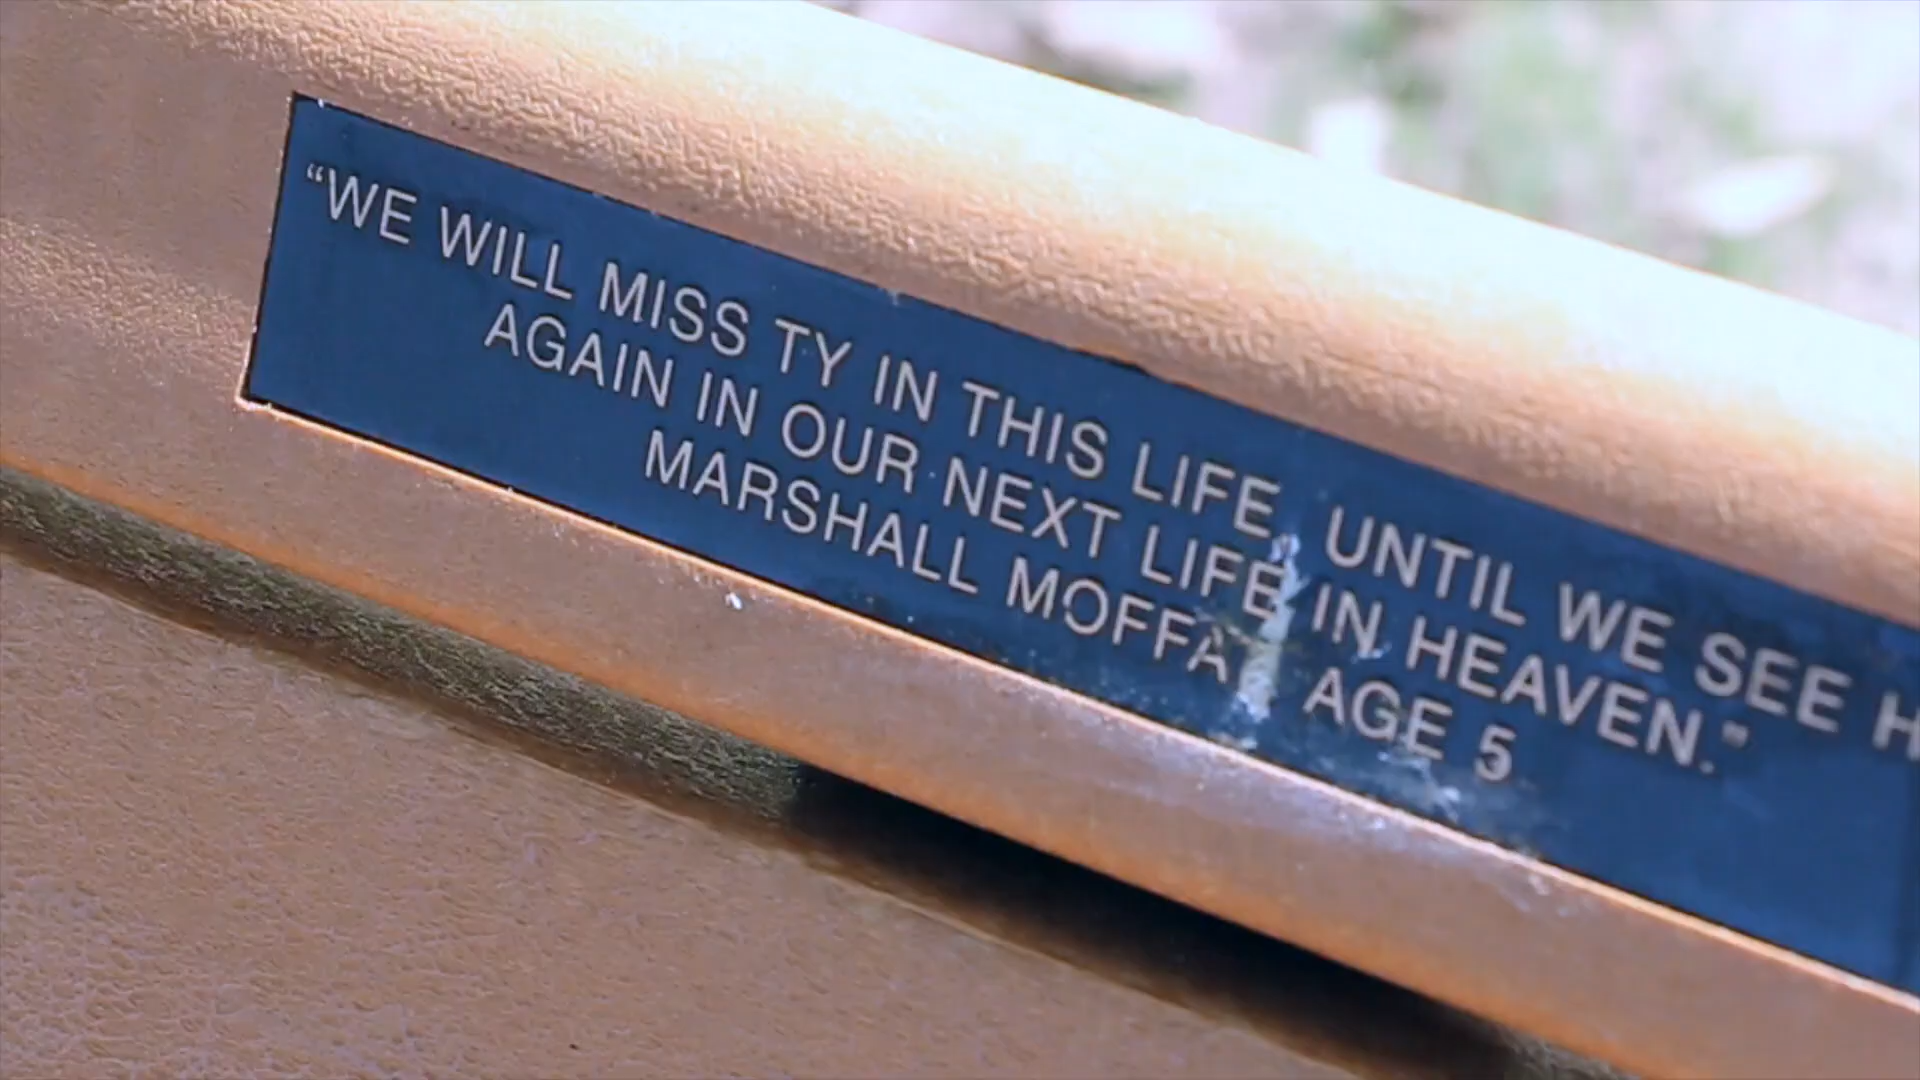 “WE WILL MISS TY IN THIS LIFE, UNTIL WE SEE H
AGAIN IN OUR NEXT LIFE IN HEAVEN.”
MARSHALL MOFFA AGE 5